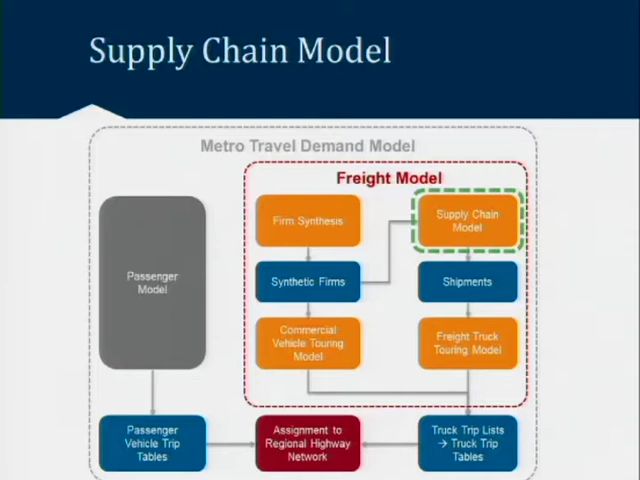 Supply Chain Model
Metro Travel Demand Model
Freight Model
Firm Synthesis
Supply Chain
Model
Passenger
Model
Synthetic Firms
Shipments
Commercial
Vehicle Touring
Model
Freight Truck
Touring Model
Passenger
Vehicle Trip
Tables
Assignment to
Regional Highway
Network
Truck Trip Lists
→ Truck Trip
Tables